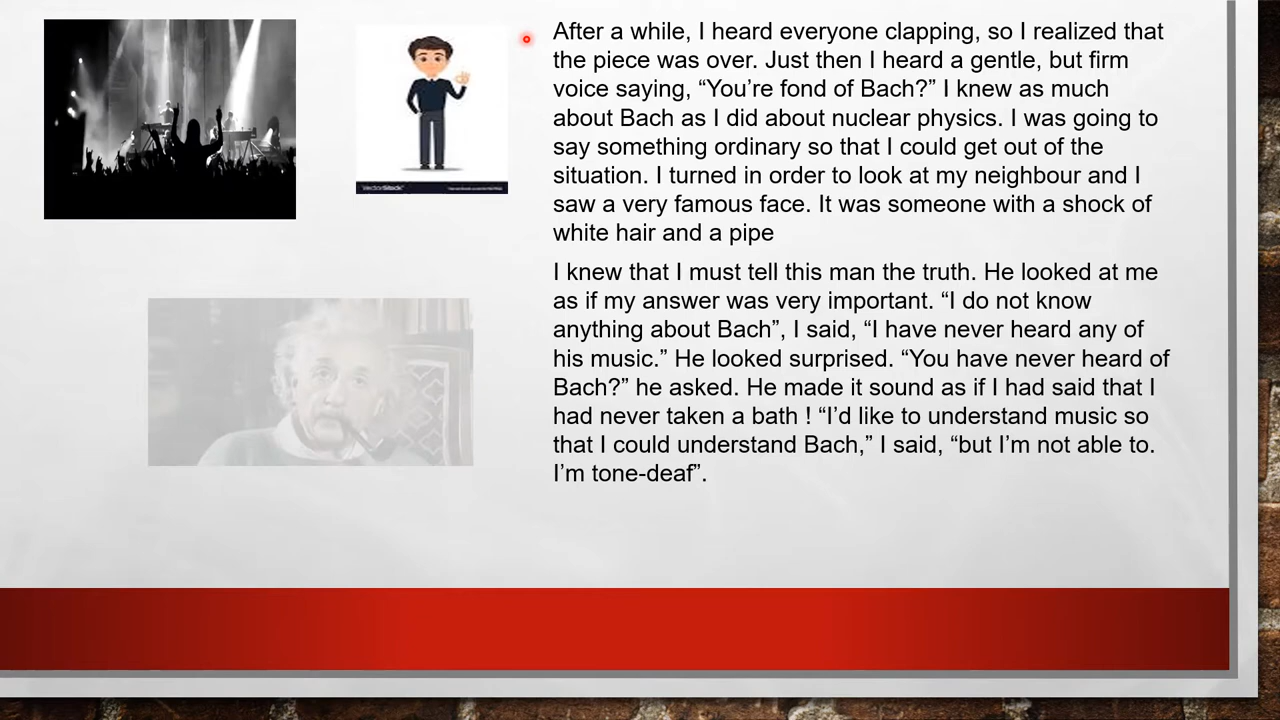 After a while, I heard everyone clapping, so I realized that
the piece was over. Just then I heard a gentle, but firm
voice saying, “You’re fond of Bach?” I knew as much
about Bach as I did about nuclear physics. I was going to
say something ordinary so that I could get out of the
situation. I turned in order to look at my neighbour and I
saw a very famous face. It was someone with a shock of
white hair and a pipe
I knew that I must tell this man the truth. He looked at me
as if my answer was very important. “I do not know
anything about Bach”, I said, “I have never heard any of
his music.” He looked surprised. “You have never heard of
Bach?” he asked. He made it sound as if I had said that I
had never taken a bath ! “I’d like to understand music so
that I could understand Bach,” I said, “but I’m not able to.
I’m tone-deaf”.
VectorStock